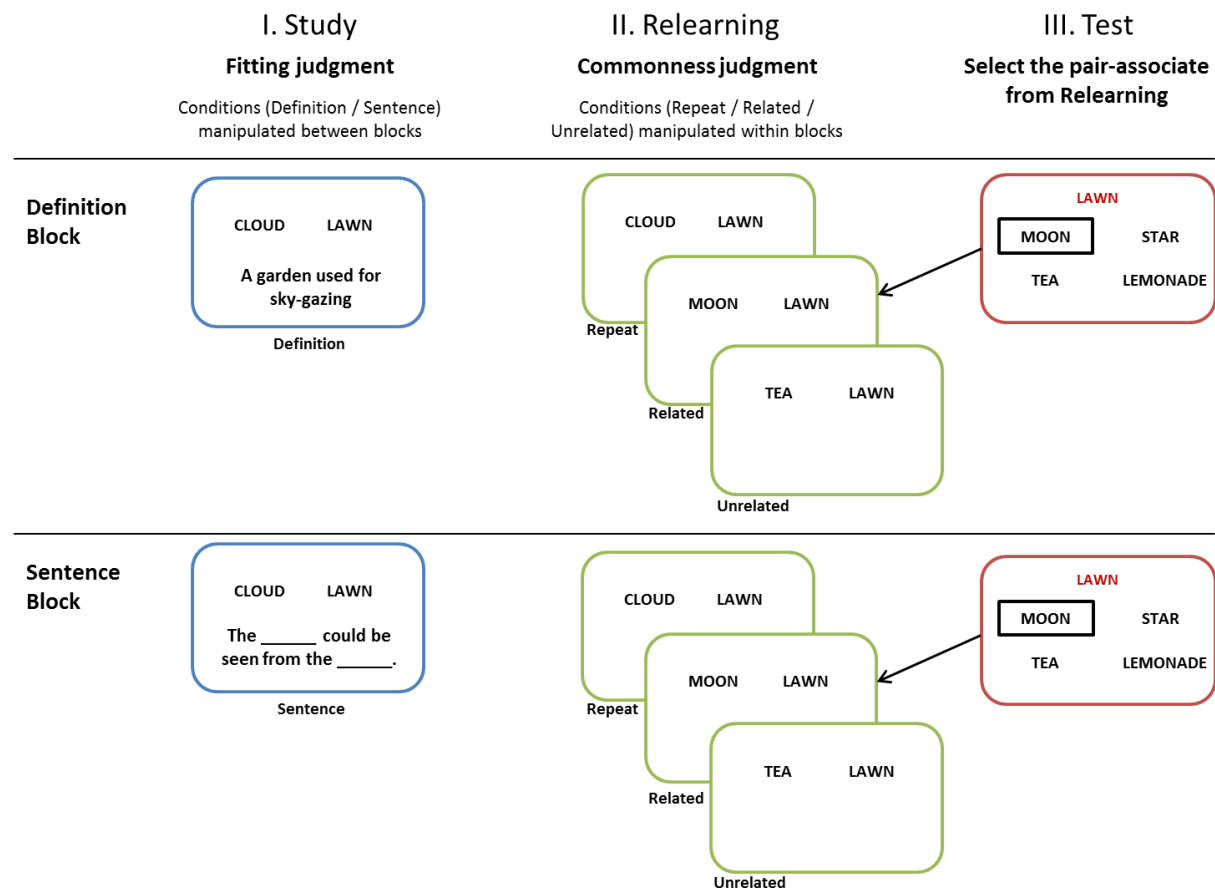 I. Study
Fitting judgment
Conditions (Definition / Sentence)
manipulated between blocks
II. Relearning
Commonness judgment
Conditions (Repeat / Related /
Unrelated) manipulated within blocks
III. Test
Select the pair-associate
from Relearning
Definition
Block
CLOUD LAWN
A garden used for
sky-gazing
Definition
CLOUD LAWN
Repeat
MOON LAWN
Related
TEA LAWN
Unrelated
LAWN
MOON STAR
TEA LEMONADE
Sentence
Block
CLOUD LAWN
The ______ could be
seen from the ______.
Sentence
CLOUD LAWN
Repeat
MOON LAWN
Related
TEA LAWN
Unrelated
LAWN
MOON STAR
TEA LEMONADE